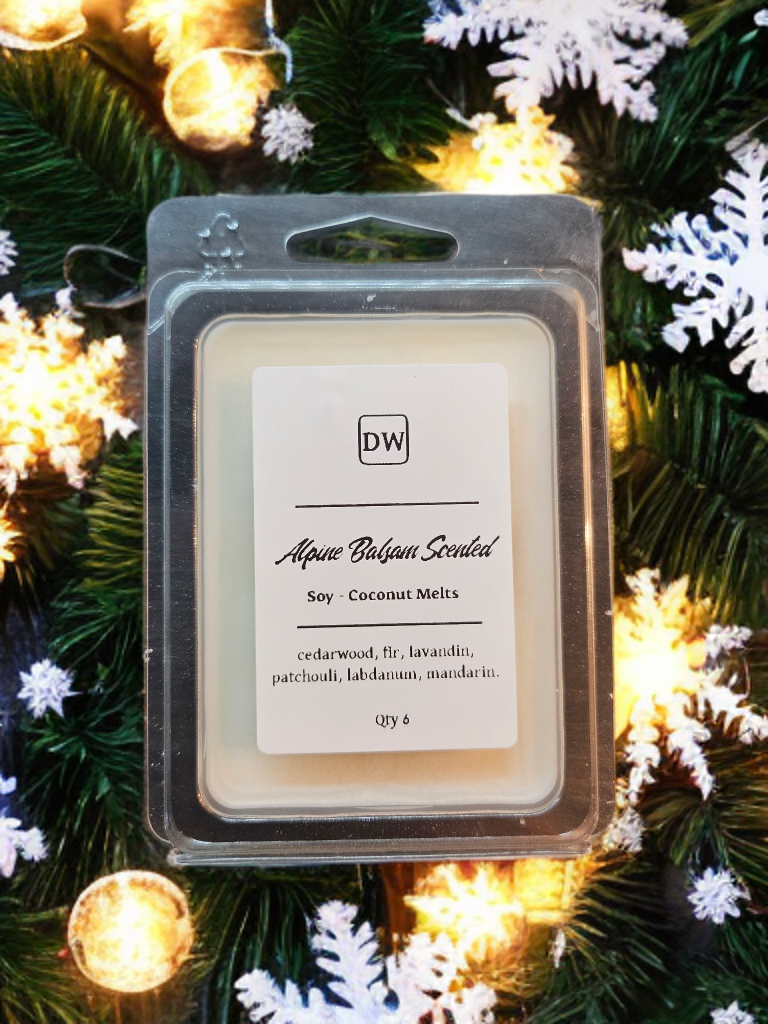 DW
Alpine Balsam Scented
Soy - Coconut Melts
cedarwood, fir, lavandin,
patchouli, labdanum, mandarin.
Qty 6